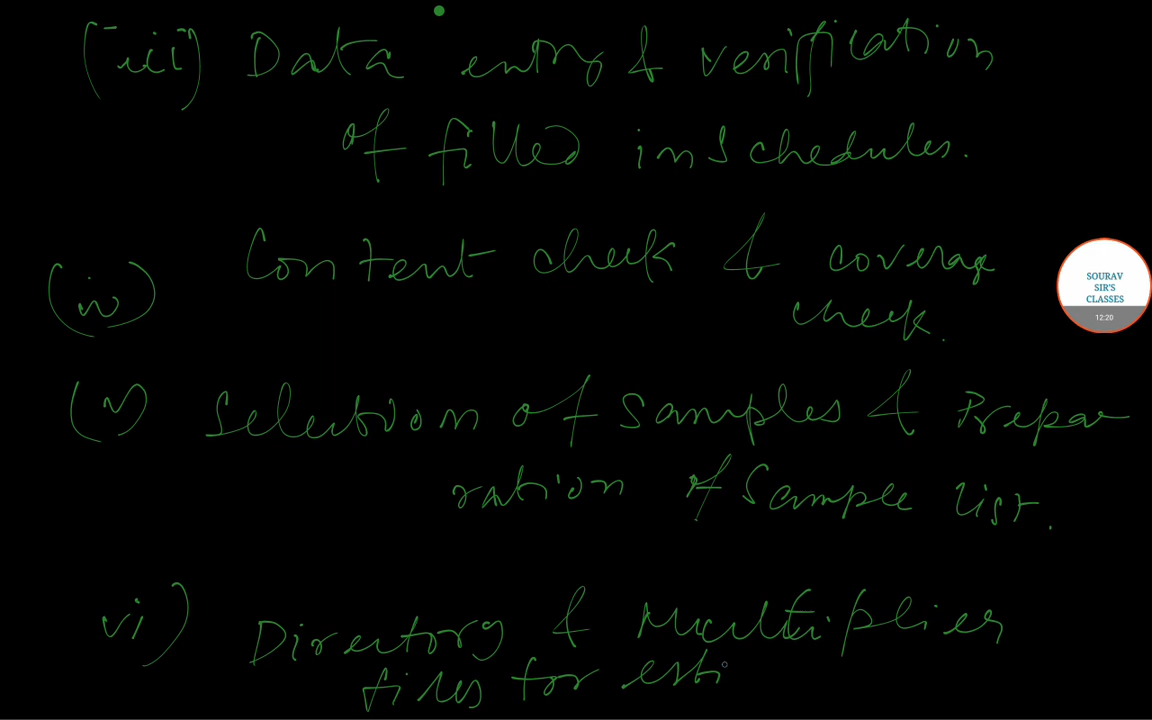 (iii) Data entry & verification
of filled in Schedules.
(iv) Content check & coverage
check.
(v) Selection of Samples & Prepar
ration of Sample list.
vi) Directory & Multiplier
files for esti
SOURAV
SIR'S
CLASSES
12:20